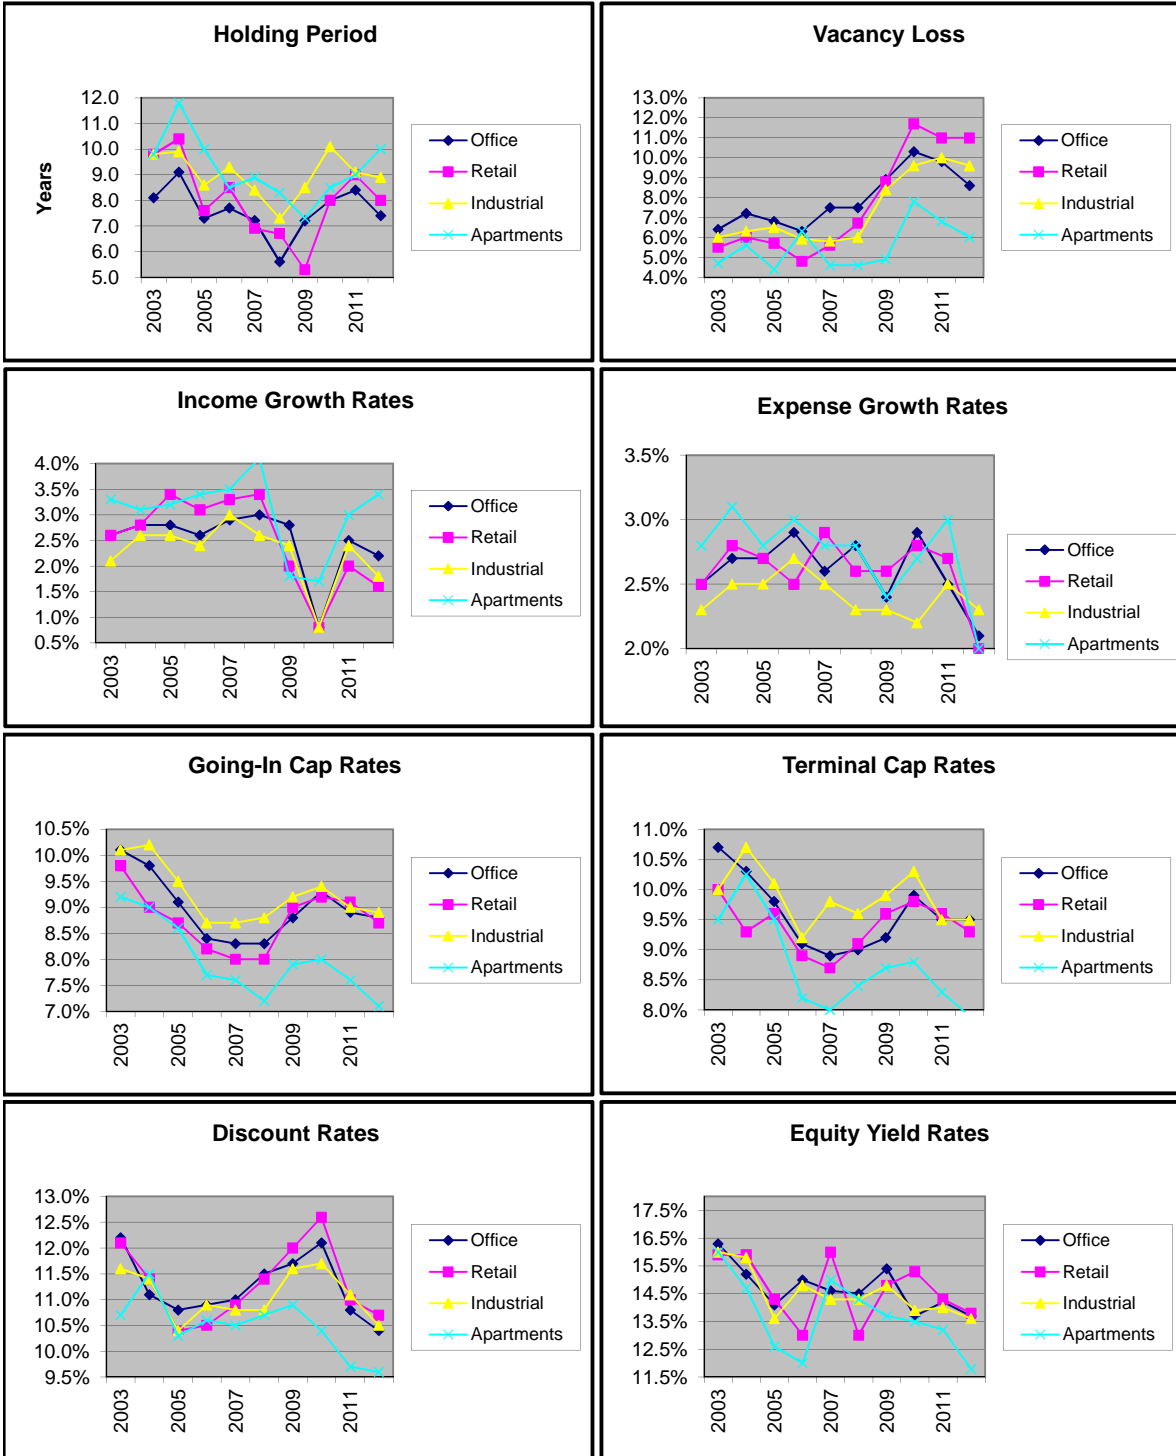 Holding Period
Years
12.0
11.0
10.0
9.0
8.0
7.0
6.0
5.0
2003
2005
2007
2009
2011
Office
Retail
Industrial
Apartments
Vacancy Loss
13.0%
12.0%
11.0%
10.0%
9.0%
8.0%
7.0%
6.0%
5.0%
4.0%
2003
2005
2007
2009
2011
Office
Retail
Industrial
Apartments
Income Growth Rates
4.0%
3.5%
3.0%
2.5%
2.0%
1.5%
1.0%
0.5%
2003
2005
2007
2009
2011
Office
Retail
Industrial
Apartments
Expense Growth Rates
3.5%
3.0%
2.5%
2.0%
2003
2005
2007
2009
2011
Office
Retail
Industrial
Apartments
Going-In Cap Rates
10.5%
10.0%
9.5%
9.0%
8.5%
8.0%
7.5%
7.0%
2003
2005
2007
2009
2011
Office
Retail
Industrial
Apartments
Terminal Cap Rates
11.0%
10.5%
10.0%
9.5%
9.0%
8.5%
8.0%
2003
2005
2007
2009
2011
Office
Retail
Industrial
Apartments
Discount Rates
13.0%
12.5%
12.0%
11.5%
11.0%
10.5%
10.0%
9.5%
2003
2005
2007
2009
2011
Office
Retail
Industrial
Apartments
Equity Yield Rates
17.5%
16.5%
15.5%
14.5%
13.5%
12.5%
11.5%
2003
2005
2007
2009
2011
Office
Retail
Industrial
Apartments